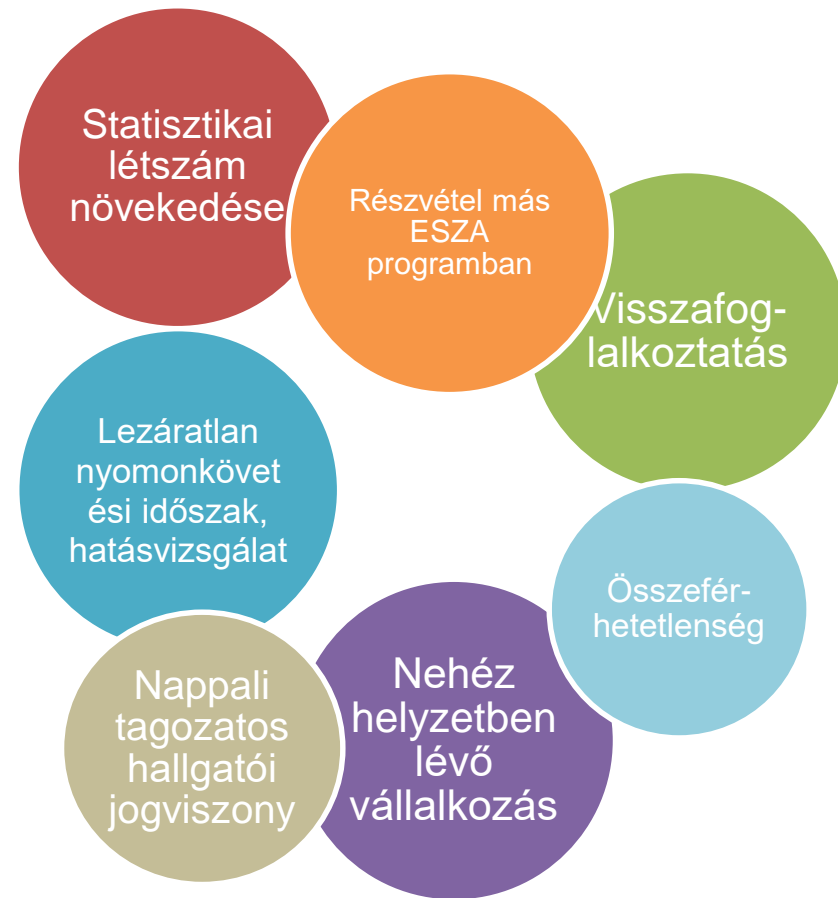 Statisztikai
létszám
növekedése
Részvétel más
ESZA
programban
Visszafog-
lalkoztatás
Lezáratlan
nyomonkövet
ési időszak,
hatásvizsgálat
Összefér-
hetetlenség
Nappali
tagozatos
hallgatói
jogviszony
Nehéz
helyzetben
lévő
vállalkozás